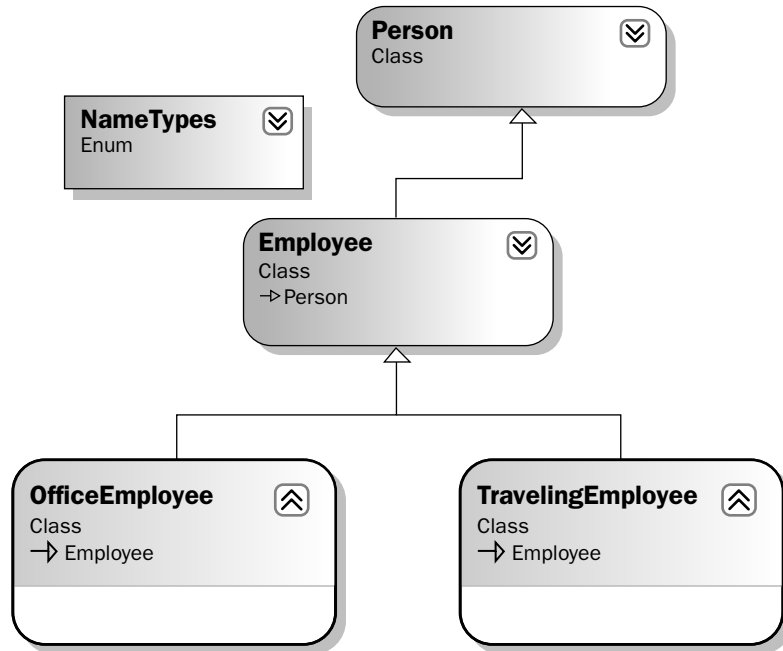 Person
Class
NameTypes
Enum
Employee
Class
Person
OfficeEmployee
Class
Employee
TravelingEmployee
Class
Employee